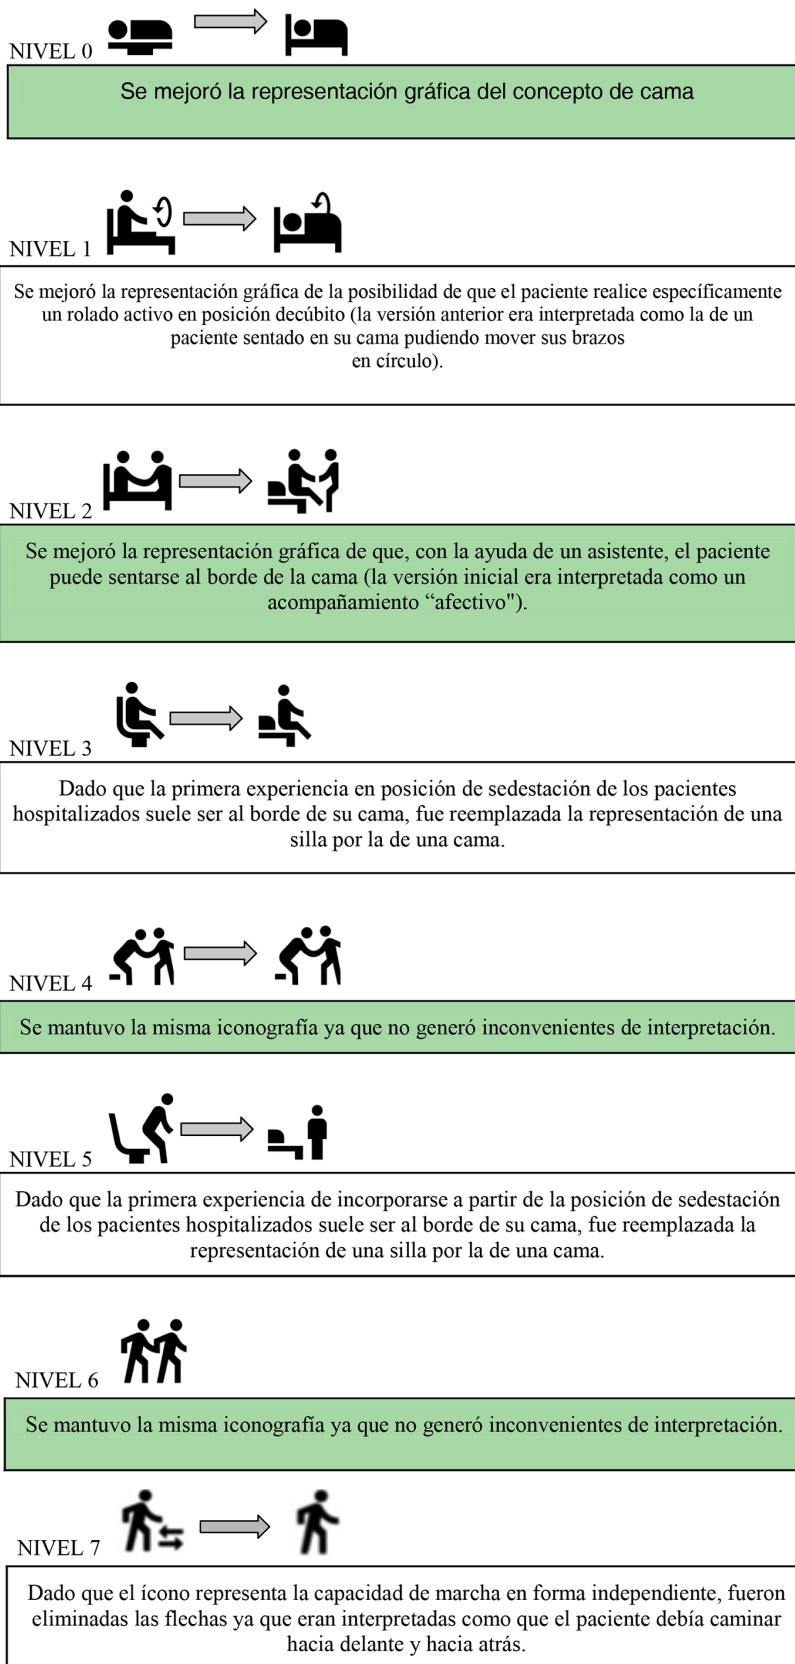 NIVEL 0
Se mejoró la representación gráfica del concepto de cama
NIVEL 1
Se mejoró la representación gráfica de la posibilidad de que el paciente realice específicamente
un rolado activo en posición decúbito (la versión anterior era interpretada como la de un
paciente sentado en su cama pudiendo mover sus brazos
en círculo).
NIVEL 2
Se mejoró la representación gráfica de que, con la ayuda de un asistente, el paciente
puede sentarse al borde de la cama (la versión inicial era interpretada como un
acompañamiento “afectivo").
NIVEL 3
Dado que la primera experiencia en posición de sedestación de los pacientes
hospitalizados suele ser al borde de su cama, fue reemplazada la representación de una
silla por la de una cama.
NIVEL 4
Se mantuvo la misma iconografía ya que no generó inconvenientes de interpretación.
NIVEL 5
Dado que la primera experiencia de incorporarse a partir de la posición de sedestación
de los pacientes hospitalizados suele ser al borde de su cama, fue reemplazada la
representación de una silla por la de una cama.
NIVEL 6
Se mantuvo la misma iconografía ya que no generó inconvenientes de interpretación.
NIVEL 7
Dado que el ícono representa la capacidad de marcha en forma independiente, fueron
eliminadas las flechas ya que eran interpretadas como que el paciente debía caminar
hacia delante y hacia atrás.